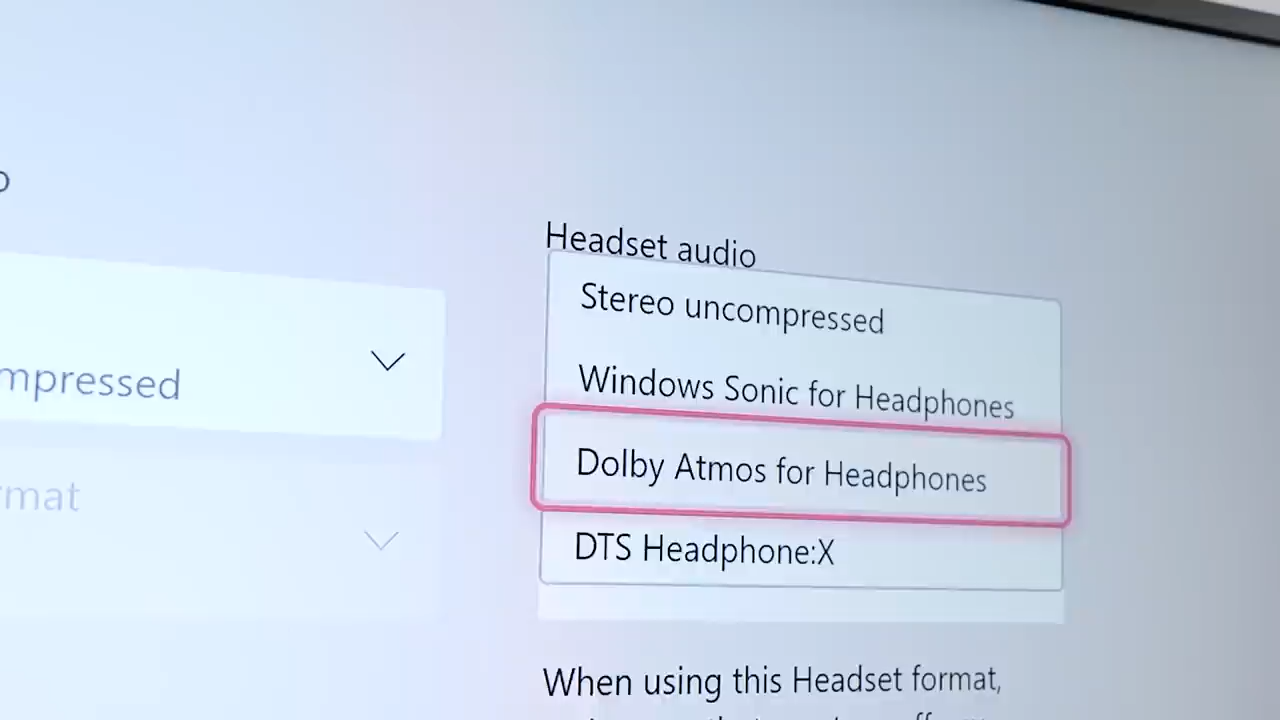 Headset audio
Stereo uncompressed
Windows Sonic for Headphones
mpressed
Dolby Atmos for Headphones
rmat
DTS Headphone:X
When using this Headset format,